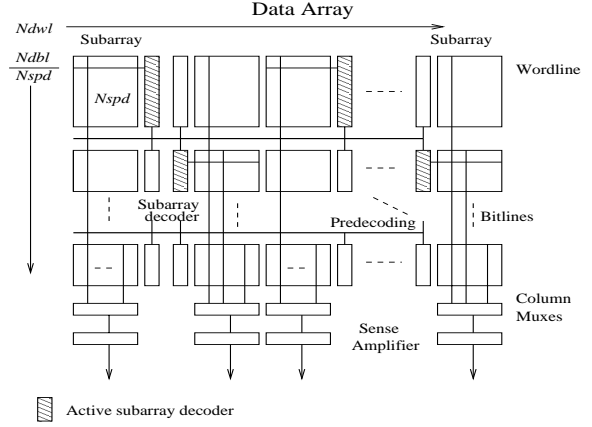 Data Array
Ndwl
Subarray
Subarray
Ndbl
Nspd
Wordline
Nspd
Subarray
decoder
Predecoding
Bitlines
Column
Muxes
Sense
Amplifier
Active subarray decoder